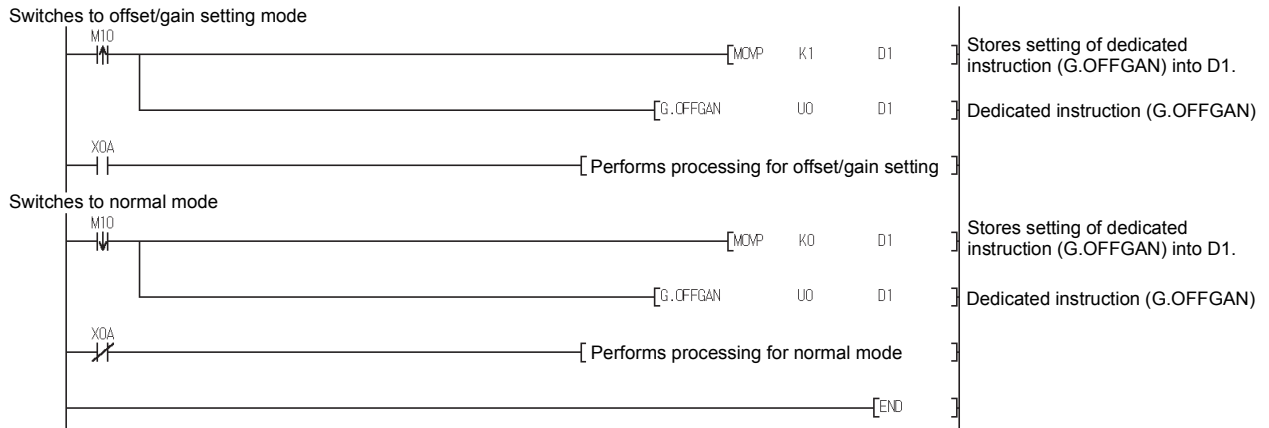 Switches to offset/gain setting mode
M10
MOVP K1 D1
Stores setting of dedicated
instruction (G.OFFGAN) into D1.
G.OFFGAN U0 D1
Dedicated instruction (G.OFFGAN)
X0A
Performs processing for offset/gain setting
Switches to normal mode
M10
MOVP K0 D1
Stores setting of dedicated
instruction (G.OFFGAN) into D1.
G.OFFGAN U0 D1
Dedicated instruction (G.OFFGAN)
X0A
Performs processing for normal mode
END